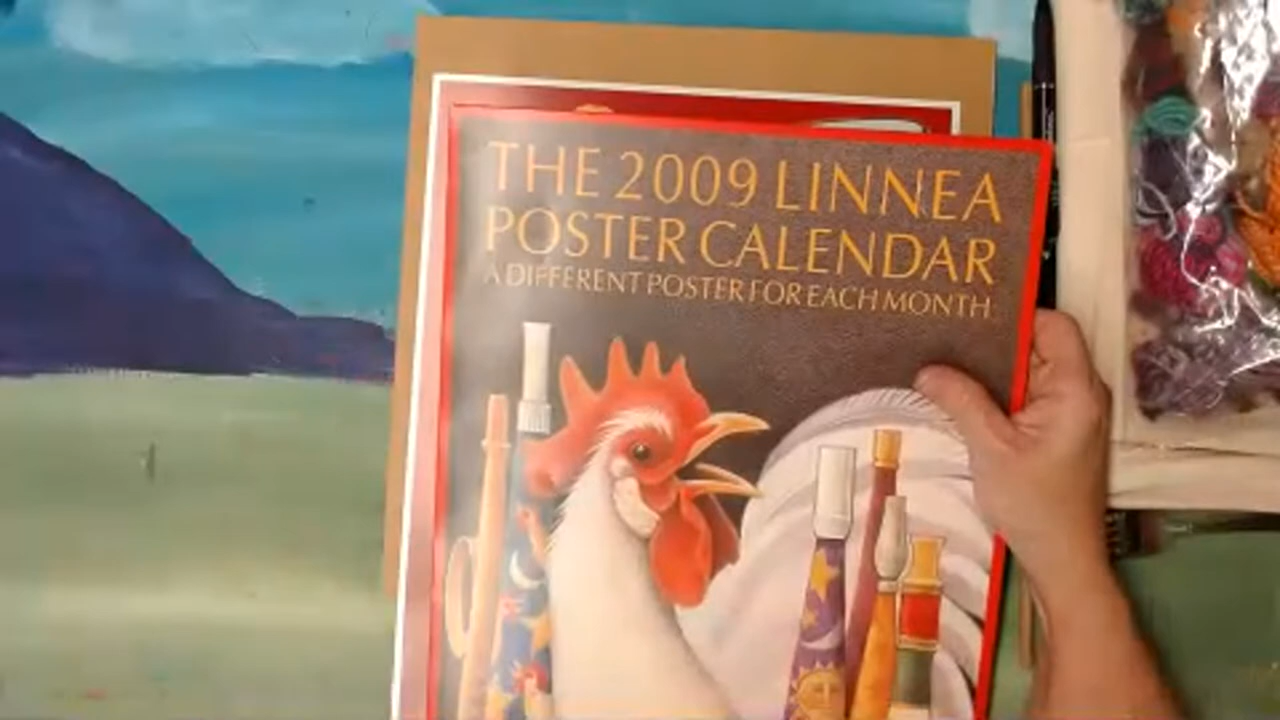 THE 2009 LINNEA
POSTER CALENDAR
A DIFFERENT POSTER FOR EACH MONTH